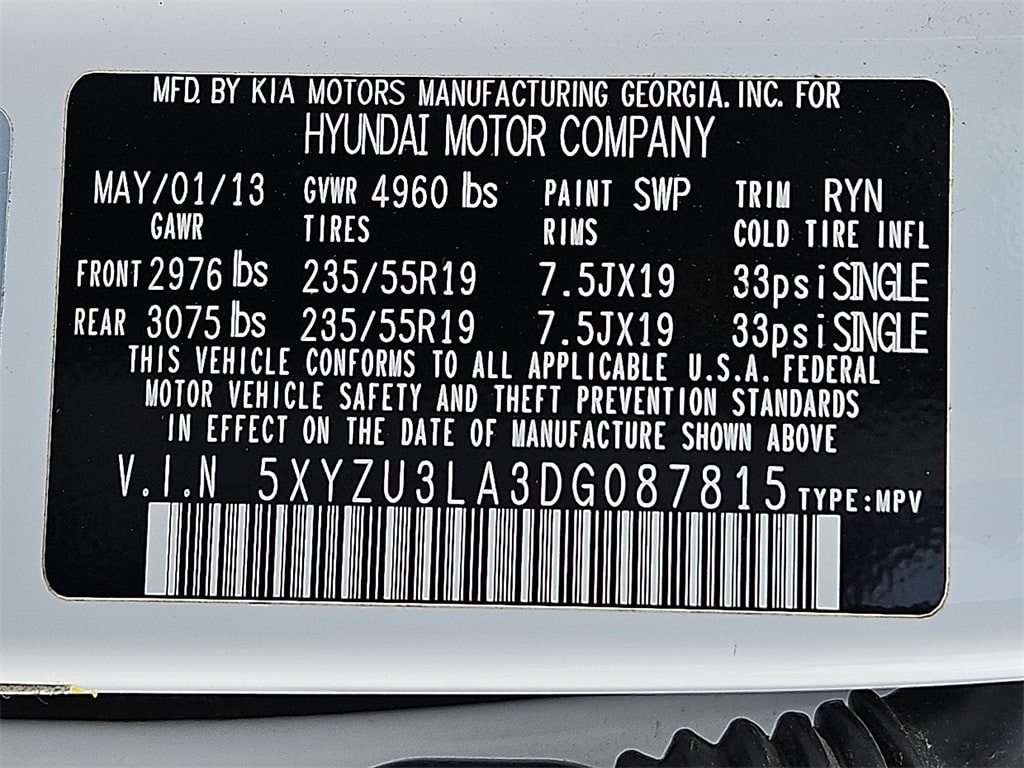 MFD. BY KIA MOTORS MANUFACTURING GEORGIA. INC. FOR
HYUNDAI MOTOR COMPANY
MAY/01/13 GVWR 4960 lbs PAINT SWP TRIM RYN
GAWR TIRES RIMS COLD TIRE INFL
FRONT 2976 lbs 235/55R19 7.5JX19 33psi SINGLE
REAR 3075 lbs 235/55R19 7.5JX19 33psi SINGLE
THIS VEHICLE CONFORMS TO ALL APPLICABLE U.S.A. FEDERAL
MOTOR VEHICLE SAFETY AND THEFT PREVENTION STANDARDS
IN EFFECT ON THE DATE OF MANUFACTURE SHOWN ABOVE
V.I.N 5XYZU3LA3DG087815 TYPE:MPV